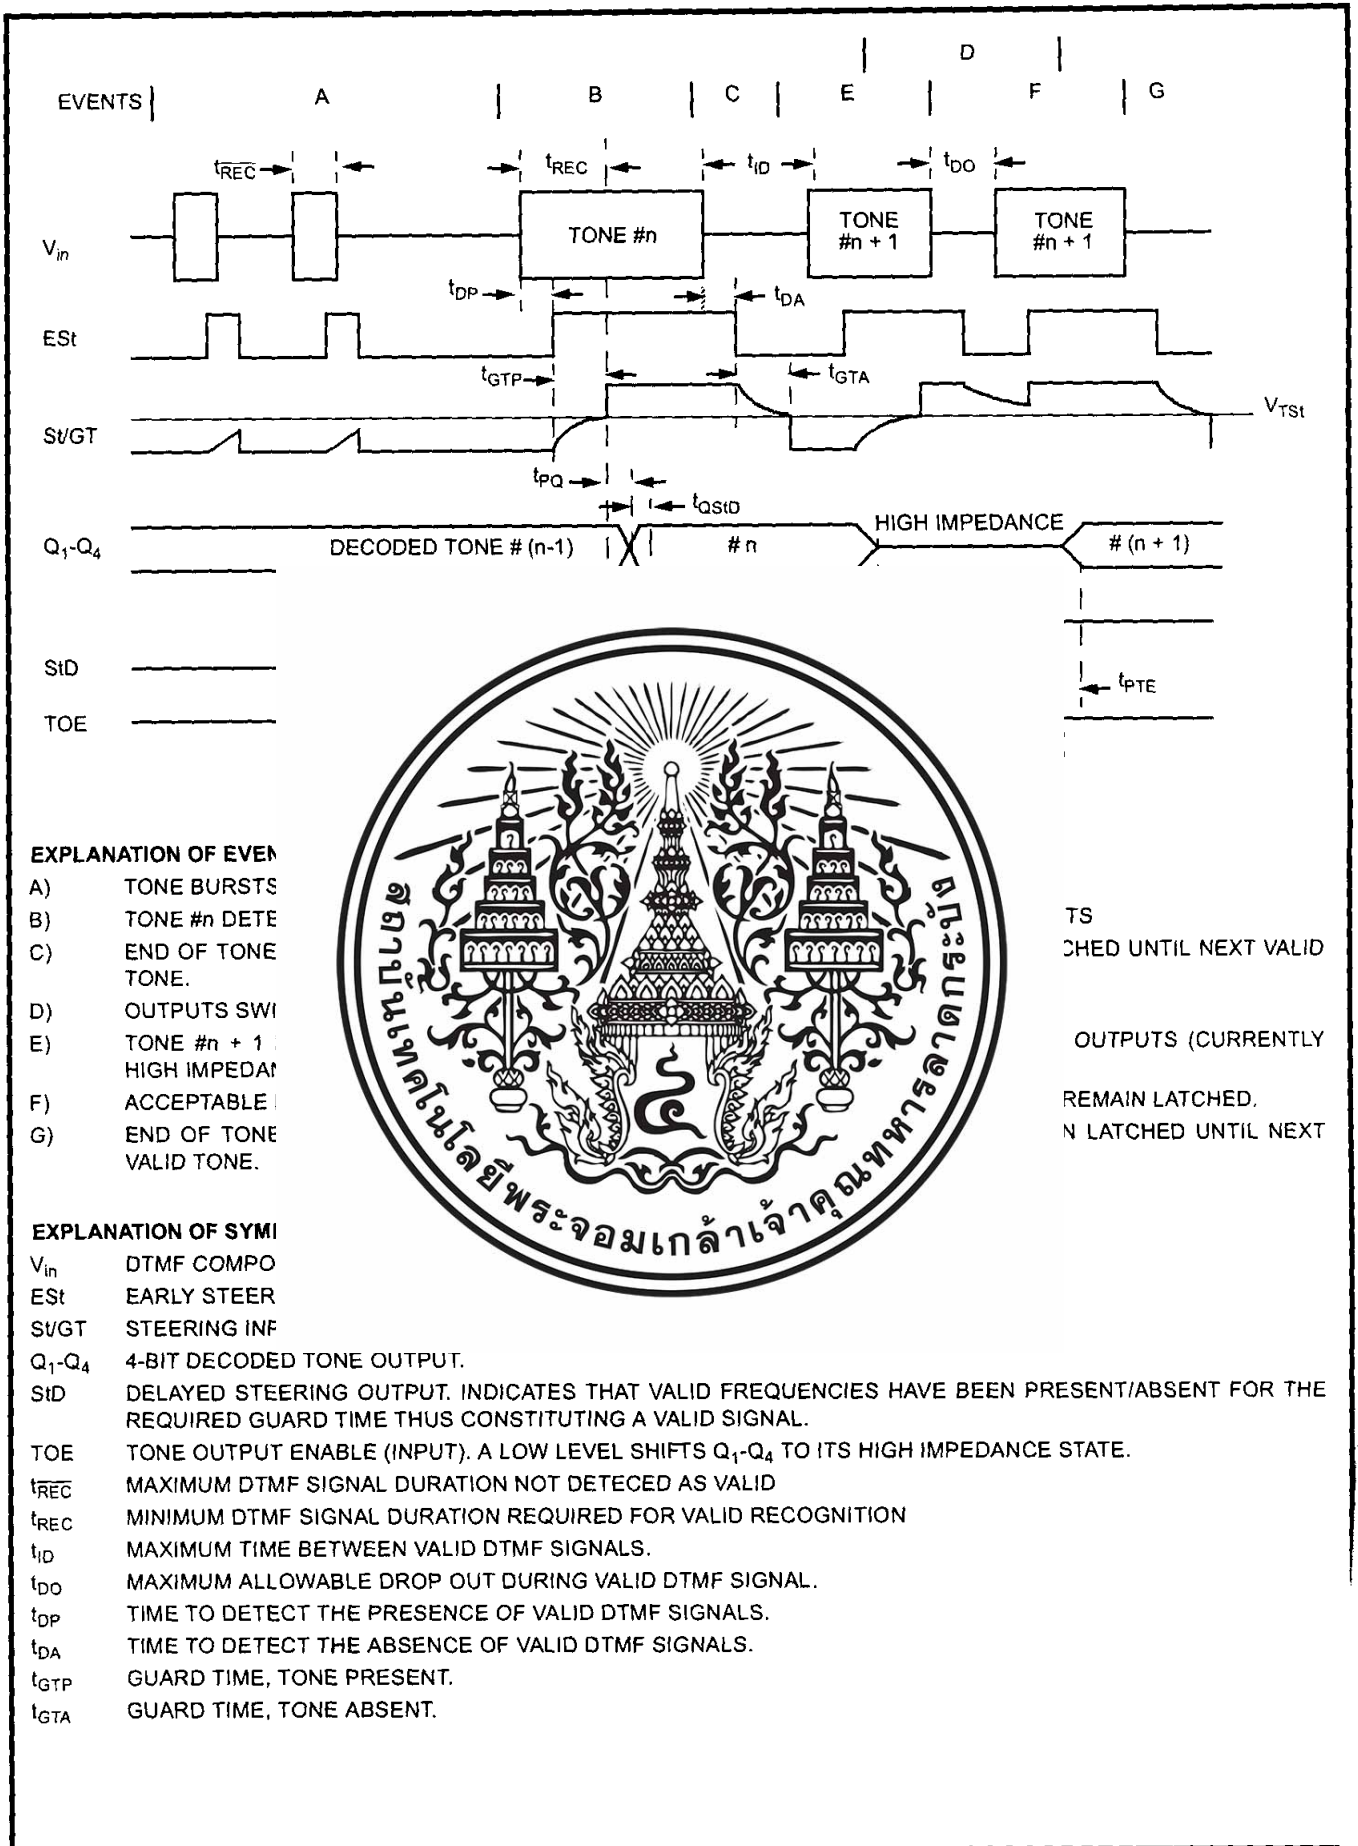 D
EVENTS A B C E F G
tREC tREC tID tDO
Vin TONE #n TONE #n + 1 TONE #n + 1
tDP tDA
ESt
tGTP tGTA
VTSt
St/GT
tPQ
tQStD
HIGH IMPEDANCE
Q1-Q4 DECODED TONE # (n-1) # n # (n + 1)
StD
tPTE
TOE
EXPLANATION OF
A) TONE BURSTS
B) TONE #n
C) END OF TONE UNTIL NEXT VALID
TONE.
D) OUTPUTS
E) TONE #n + 1 OUTPUTS (CURRENTLY
HIGH
F) ACCEPTABLE REMAIN LATCHED.
G) END OF TONE LATCHED UNTIL NEXT
VALID TONE.
สถาบันเทคโนโลยีพระจอมเกล้าเจ้าคุณทหารลาดกระบัง
EXPLANATION OF
Vin DTMF
ESt EARLY
St/GT STEERING
Q1-Q4 4-BIT DECODED TONE OUTPUT.
StD DELAYED STEERING OUTPUT. INDICATES THAT VALID FREQUENCIES HAVE BEEN PRESENT/ABSENT FOR THE
REQUIRED GUARD TIME THUS CONSTITUTING A VALID SIGNAL.
TOE TONE OUTPUT ENABLE (INPUT). A LOW LEVEL SHIFTS Q1-Q4 TO ITS HIGH IMPEDANCE STATE.
tREC MAXIMUM DTMF SIGNAL DURATION NOT DETECED AS VALID
tREC MINIMUM DTMF SIGNAL DURATION REQUIRED FOR VALID RECOGNITION
tID MAXIMUM TIME BETWEEN VALID DTMF SIGNALS.
tDO MAXIMUM ALLOWABLE DROP OUT DURING VALID DTMF SIGNAL.
tDP TIME TO DETECT THE PRESENCE OF VALID DTMF SIGNALS.
tDA TIME TO DETECT THE ABSENCE OF VALID DTMF SIGNALS.
tGTP GUARD TIME, TONE PRESENT.
tGTA GUARD TIME, TONE ABSENT.